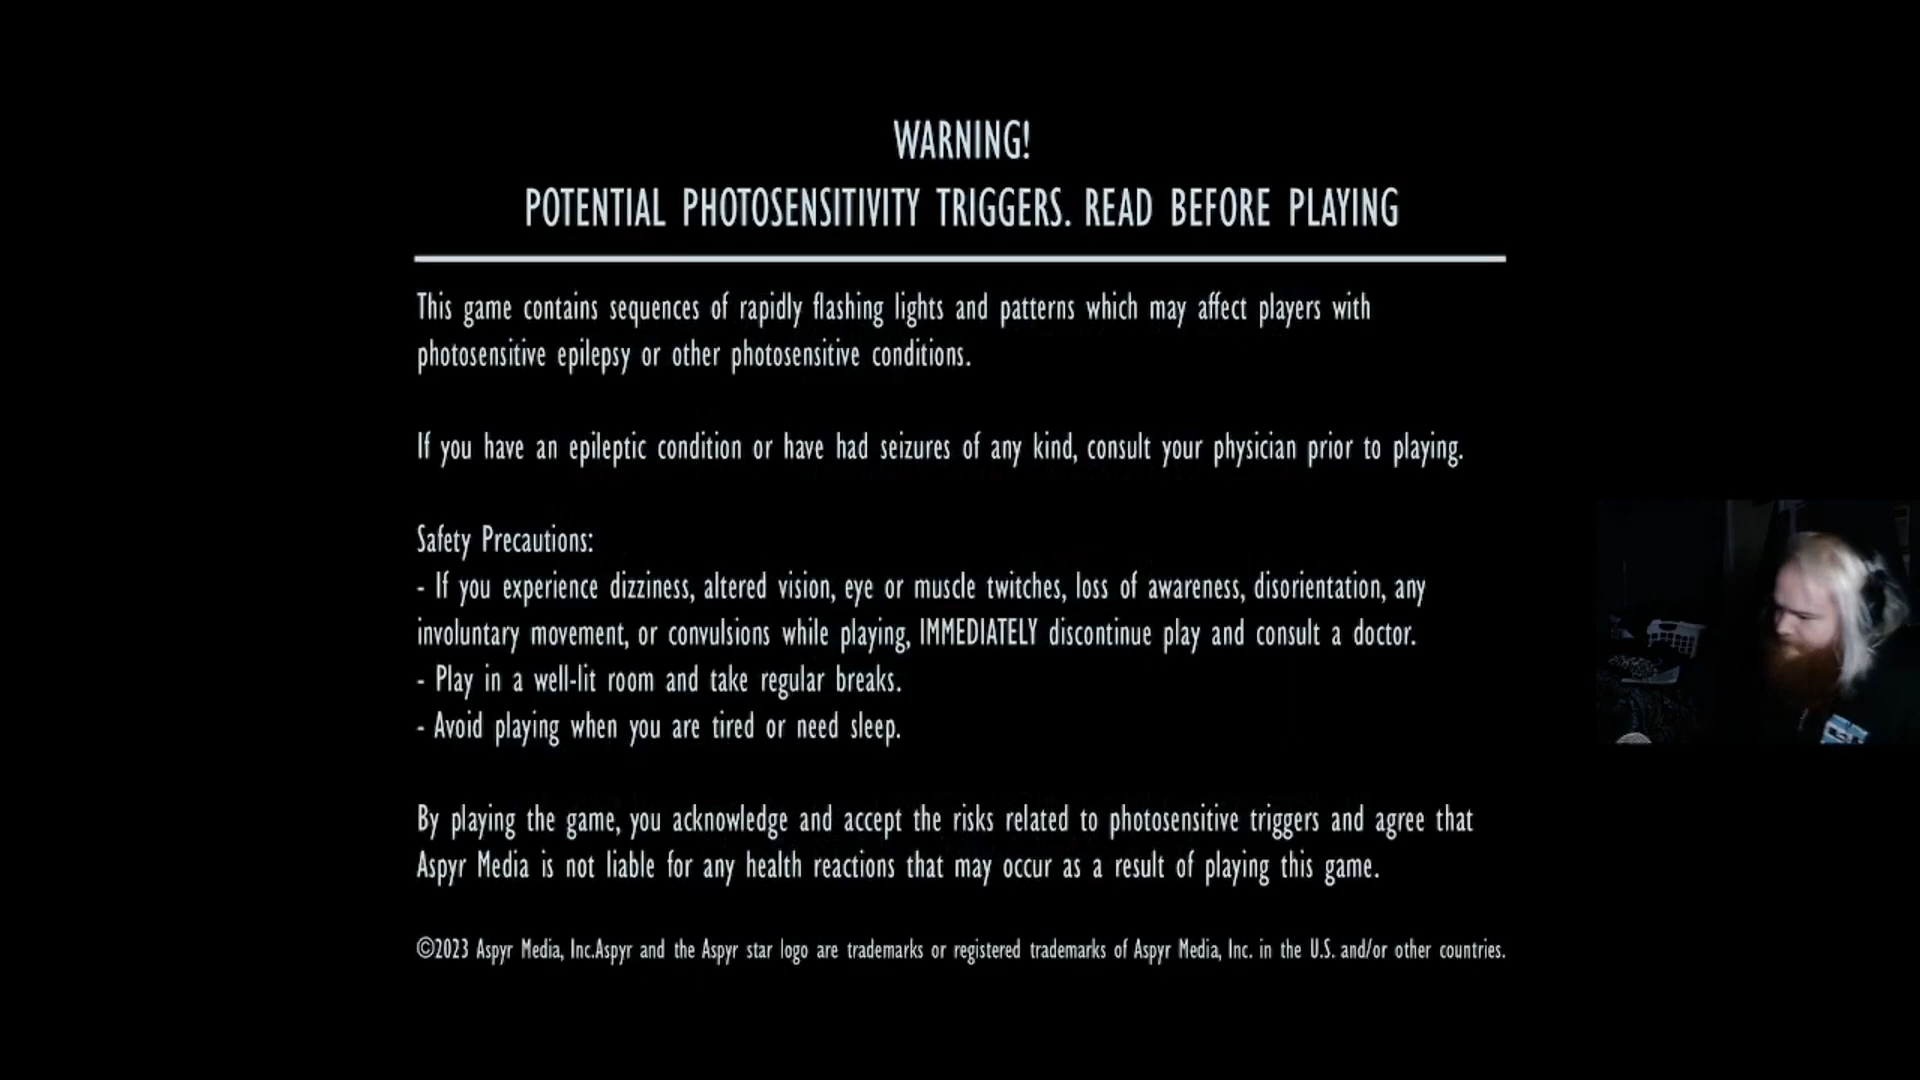 WARNING!
POTENTIAL PHOTOSENSITIVITY TRIGGERS. READ BEFORE PLAYING
This game contains sequences of rapidly flashing lights and patterns which may affect players with
photosensitive epilepsy or other photosensitive conditions.
If you have an epileptic condition or have had seizures of any kind, consult your physician prior to playing.
Safety Precautions:
- If you experience dizziness, altered vision, eye or muscle twitches, loss of awareness, disorientation, any
involuntary movement, or convulsions while playing, IMMEDIATELY discontinue play and consult a doctor.
- Play in a well-lit room and take regular breaks.
- Avoid playing when you are tired or need sleep.
By playing the game, you acknowledge and accept the risks related to photosensitive triggers and agree that
Aspyr Media is not liable for any health reactions that may occur as a result of playing this game.
©2023 Aspyr Media, Inc.Aspyr and the Aspyr star logo are trademarks or registered trademarks of Aspyr Media, Inc. in the U.S. and/or other countries.